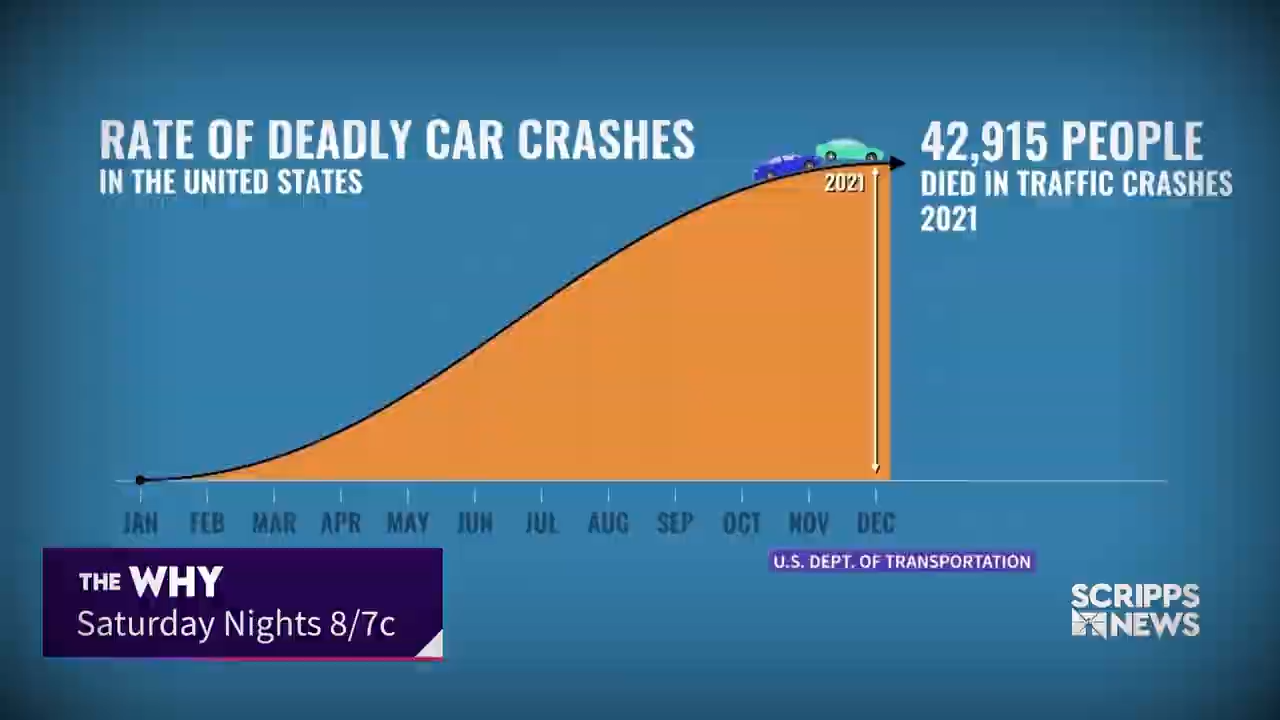 RATE OF DEADLY CAR CRASHES
IN THE UNITED STATES
42,915 PEOPLE
DIED IN TRAFFIC CRASHES
2021
2021
JAN FEB MAR APR MAY JUN JUL AUG SEP OCT NOV DEC
U.S. DEPT. OF TRANSPORTATION
THE WHY
Saturday Nights 8/7c
SCRIPPS
NEWS